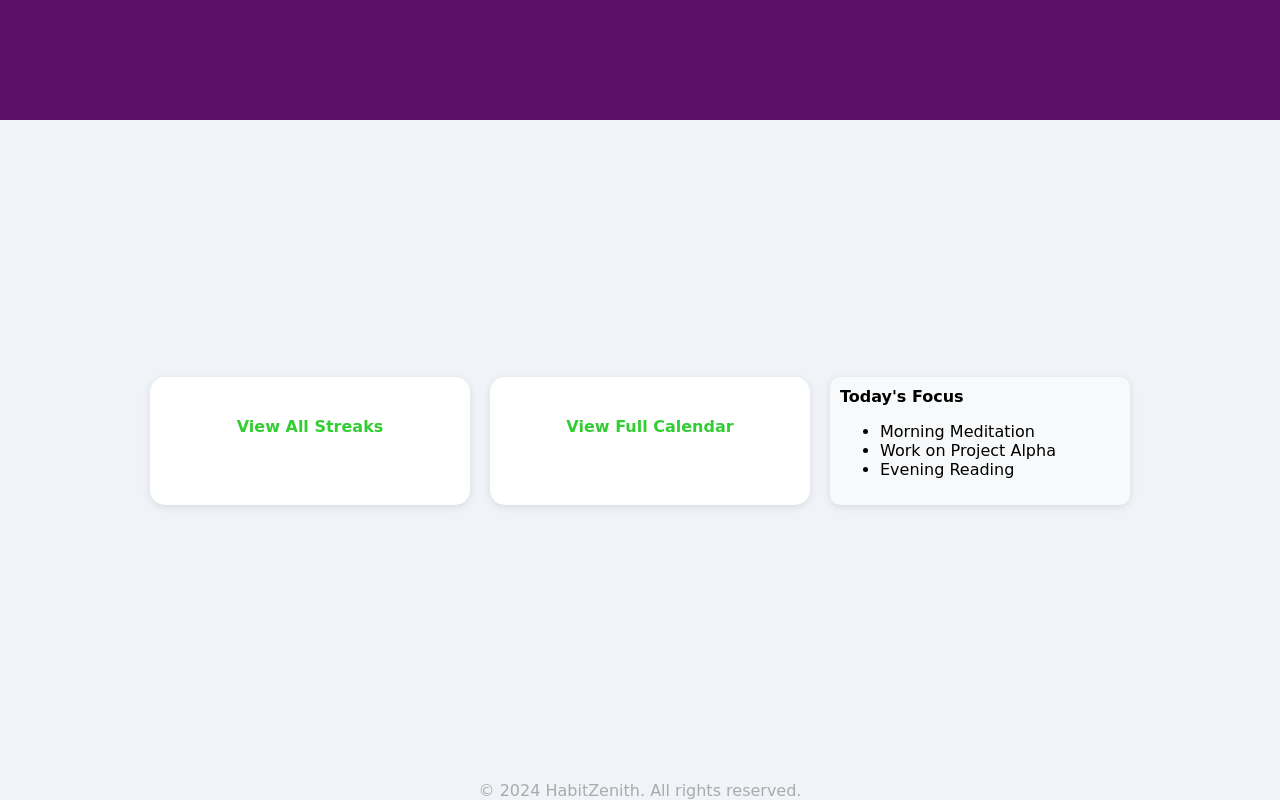 View All Streaks
View Full Calendar
Today's Focus
Morning Meditation
Work on Project Alpha
Evening Reading
© 2024 HabitZenith. All rights reserved.